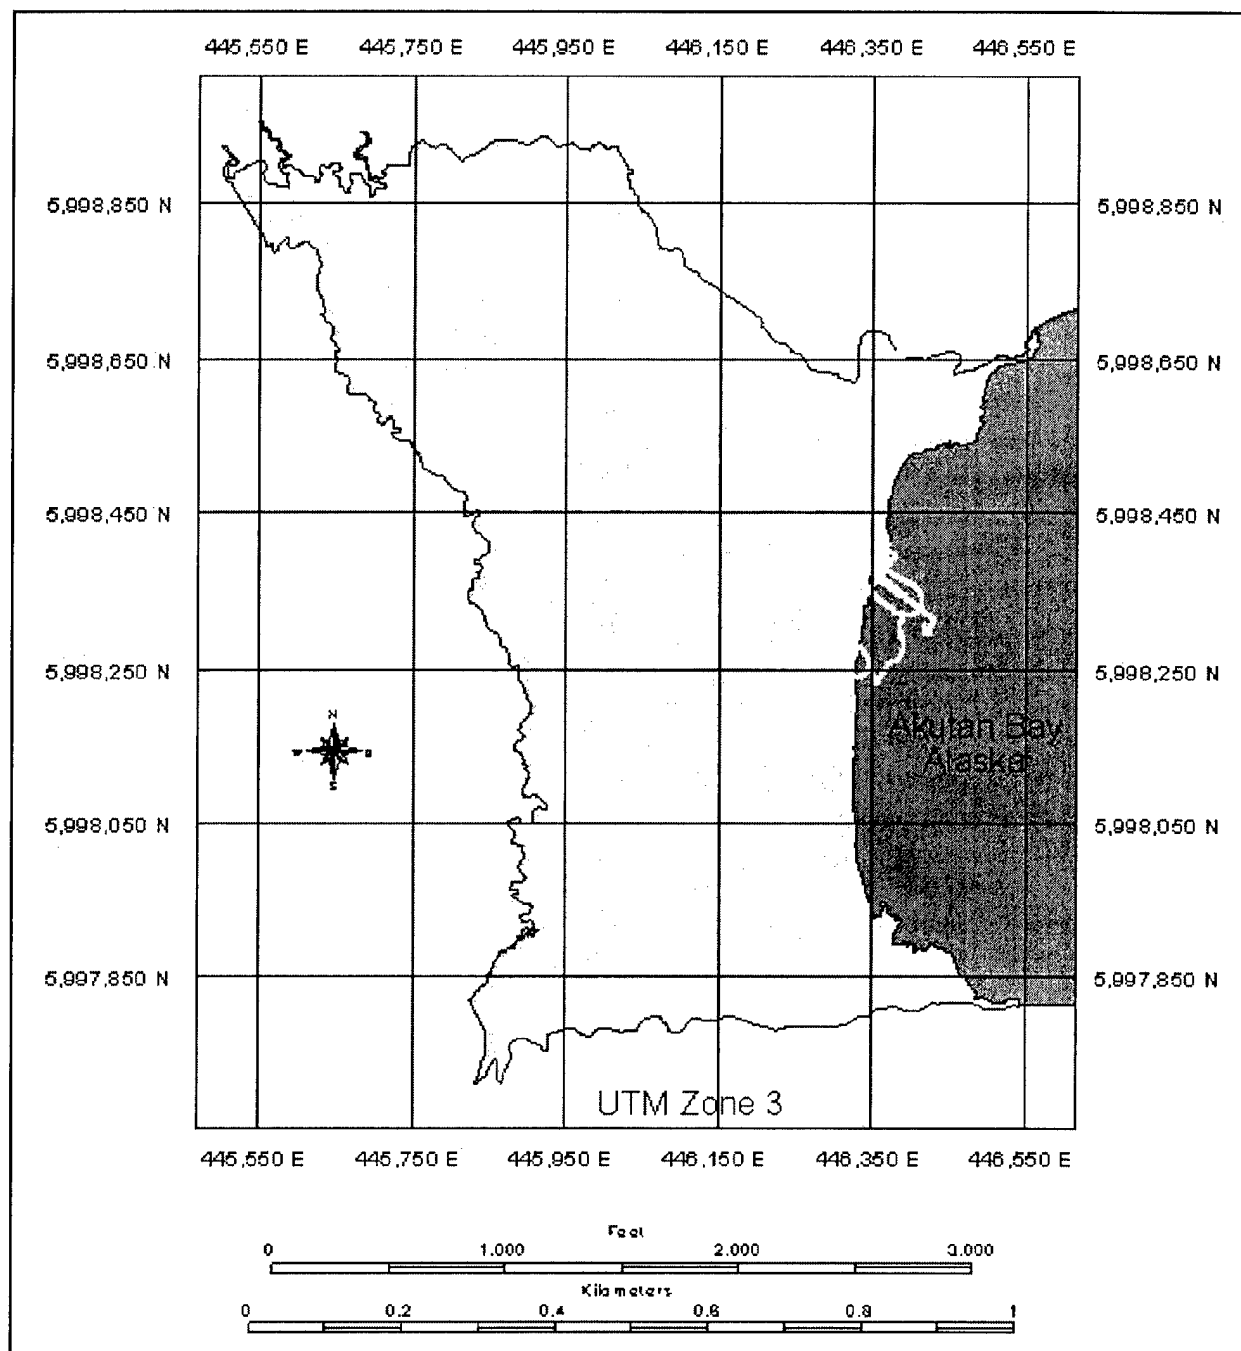 445,550 E 445,750 E 445,950 E 446,150 E 446,350 E 446,550 E
5,998,850 N 5,998,850 N
5,998,650 N 5,998,650 N
5,998,450 N 5,998,450 N
5,998,250 N 5,998,250 N
N
W E
S
Akutan Bay
Alaska
5,998,050 N 5,998,050 N
5,997,850 N 5,997,850 N
UTM Zone 3
445,550 E 445,750 E 445,950 E 446,150 E 446,350 E 446,550 E
Feet
0 1.000 2.000 3.000
Kilometers
0 0.2 0.4 0.6 0.8 1